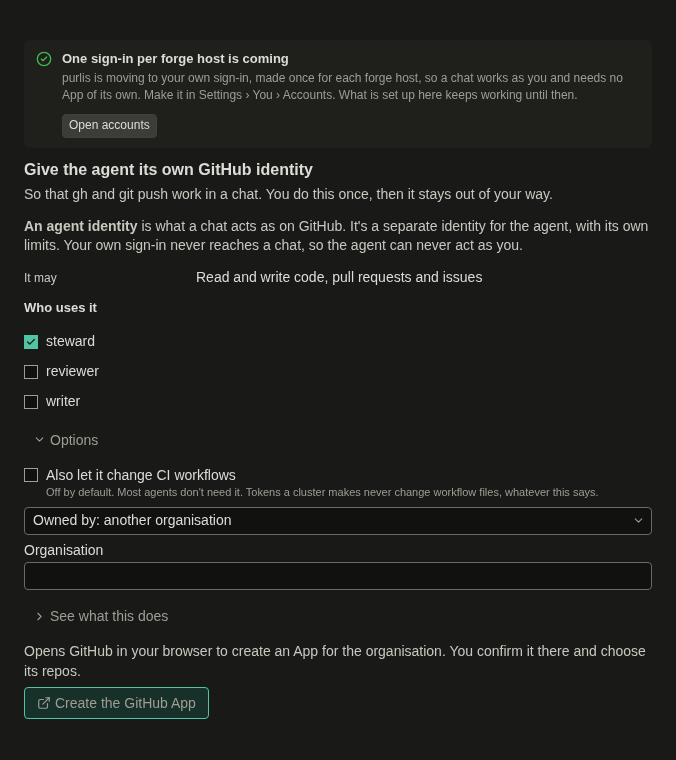 One sign-in per forge host is coming
purlis is moving to your own sign-in, made once for each forge host, so a chat works as you and needs no
App of its own. Make it in Settings › You › Accounts. What is set up here keeps working until then.
Open accounts
Give the agent its own GitHub identity
So that gh and git push work in a chat. You do this once, then it stays out of your way.
An agent identity is what a chat acts as on GitHub. It's a separate identity for the agent, with its own
limits. Your own sign-in never reaches a chat, so the agent can never act as you.
It may Read and write code, pull requests and issues
Who uses it
steward
reviewer
writer
Options
Also let it change CI workflows
Off by default. Most agents don't need it. Tokens a cluster makes never change workflow files, whatever this says.
Owned by: another organisation
Organisation
See what this does
Opens GitHub in your browser to create an App for the organisation. You confirm it there and choose
its repos.
Create the GitHub App